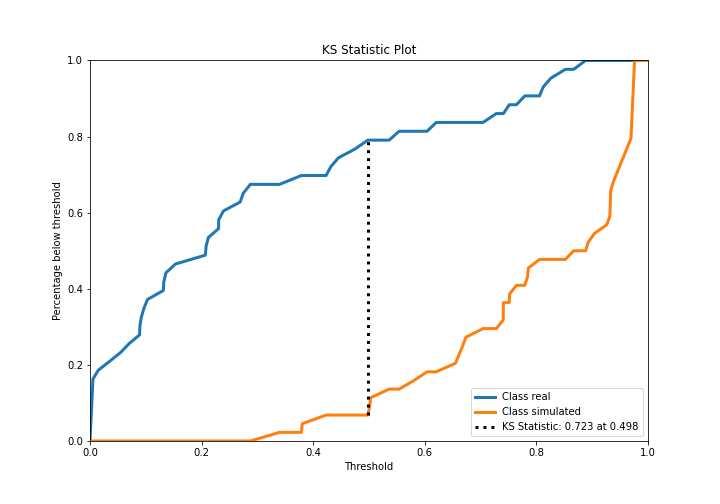 KS Statistic Plot
1.0
0.8
0.6
0.4
0.2
0.0
Percentage below threshold
0.0 0.2 0.4 0.6 0.8 1.0
Threshold
Class real
Class simulated
KS Statistic: 0.723 at 0.498